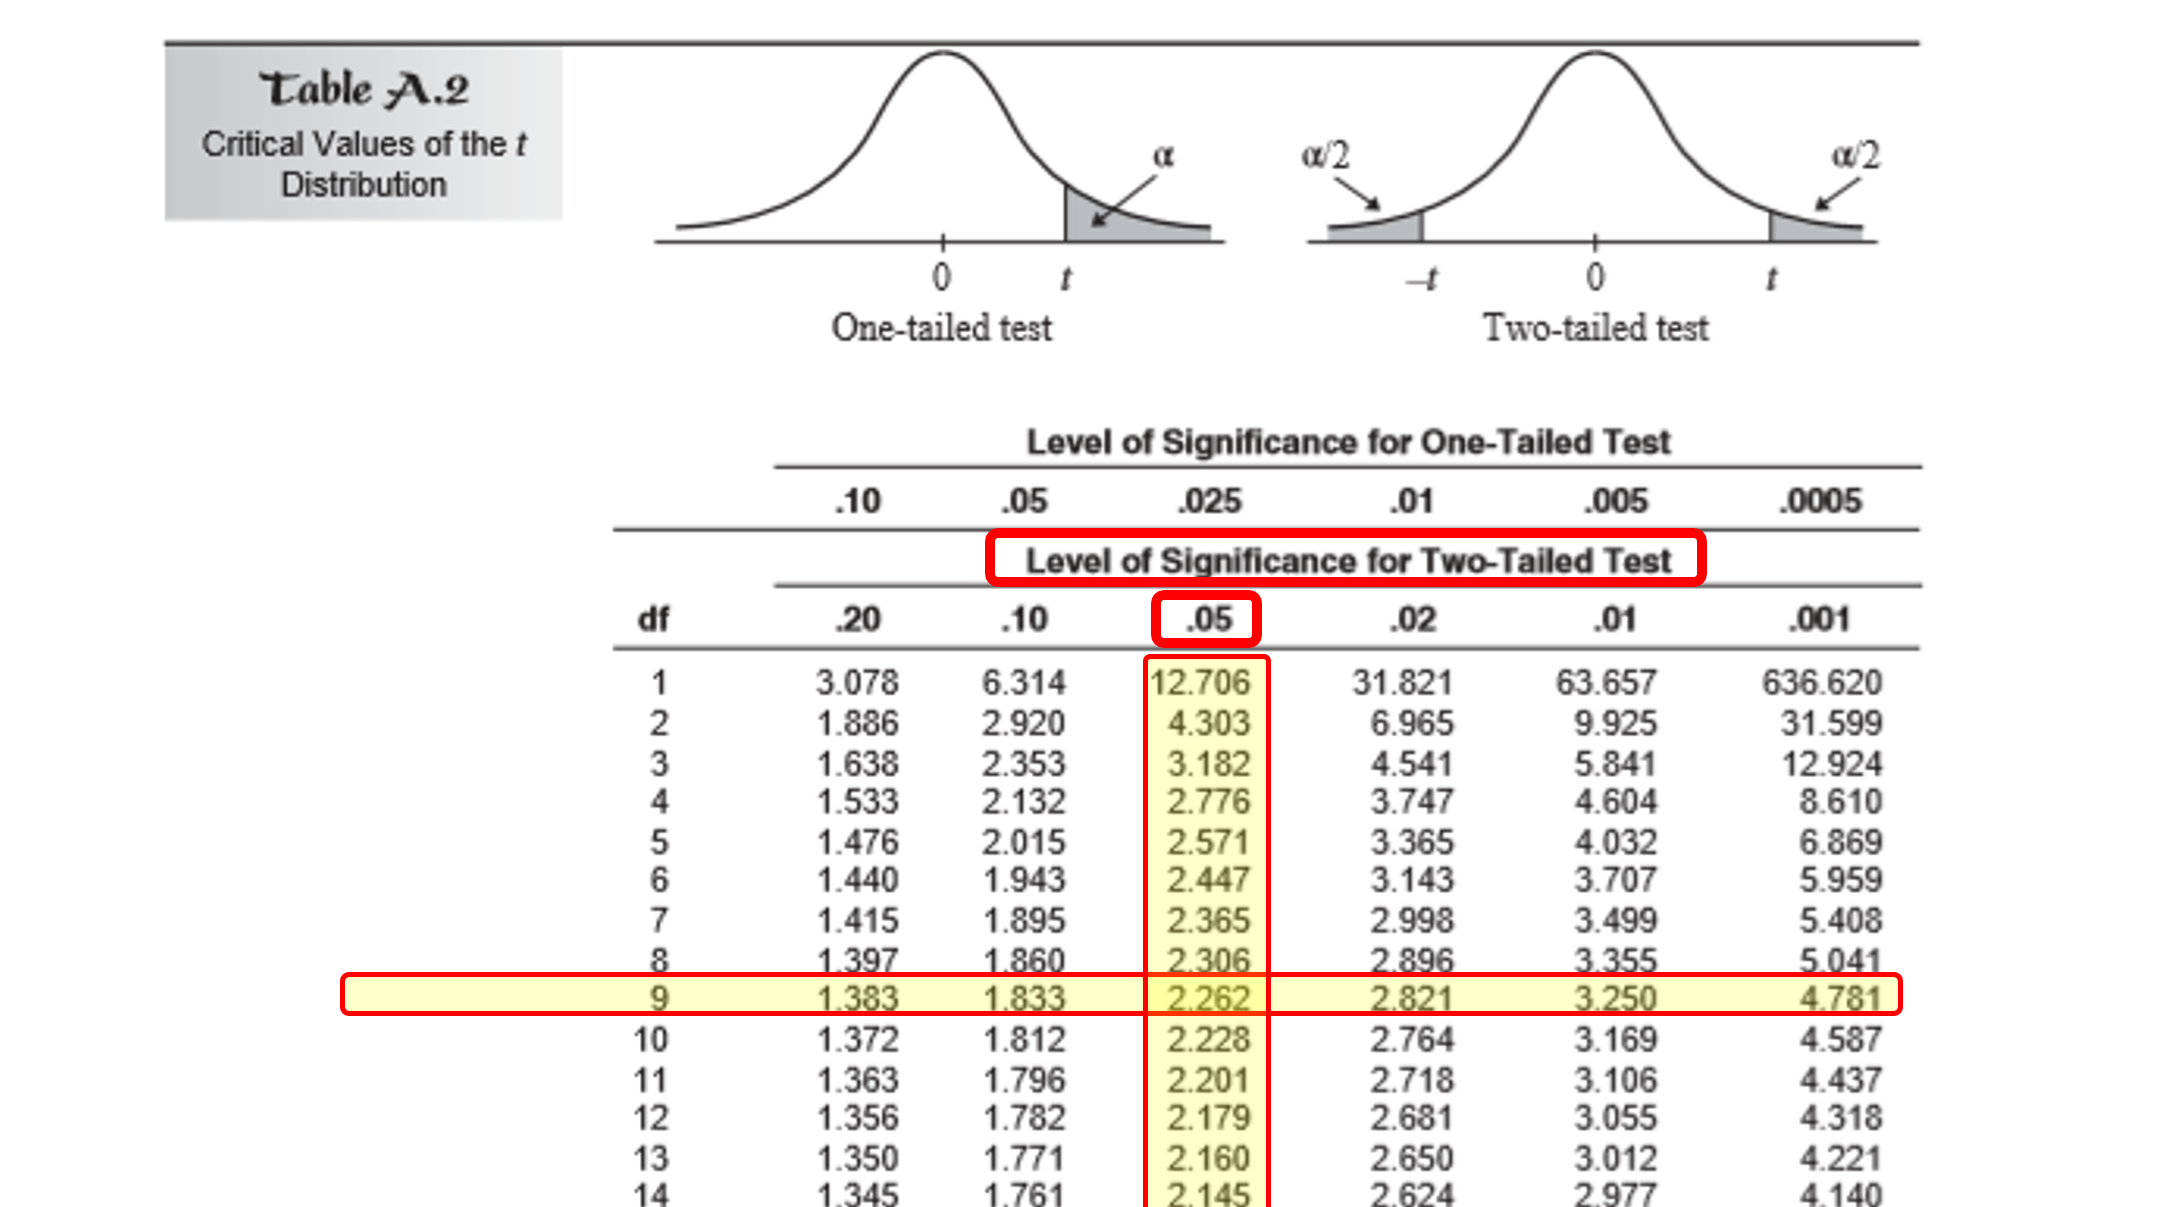 Table A.2
Critical Values of the t
Distribution
α
α/2
α/2
0
t
–t
0
t
One-tailed test
Two-tailed test
Level of Significance for One-Tailed Test
.10 .05 .025 .01 .005 .0005
Level of Significance for Two-Tailed Test
df .20 .10 .05 .02 .01 .001
1 3.078 6.314 12.706 31.821 63.657 636.620
2 1.886 2.920 4.303 6.965 9.925 31.599
3 1.638 2.353 3.182 4.541 5.841 12.924
4 1.533 2.132 2.776 3.747 4.604 8.610
5 1.476 2.015 2.571 3.365 4.032 6.869
6 1.440 1.943 2.447 3.143 3.707 5.959
7 1.415 1.895 2.365 2.998 3.499 5.408
8 1.397 1.860 2.306 2.896 3.355 5.041
9 1.383 1.833 2.262 2.821 3.250 4.781
10 1.372 1.812 2.228 2.764 3.169 4.587
11 1.363 1.796 2.201 2.718 3.106 4.437
12 1.356 1.782 2.179 2.681 3.055 4.318
13 1.350 1.771 2.160 2.650 3.012 4.221
14 1.345 1.761 2.145 2.624 2.977 4.140